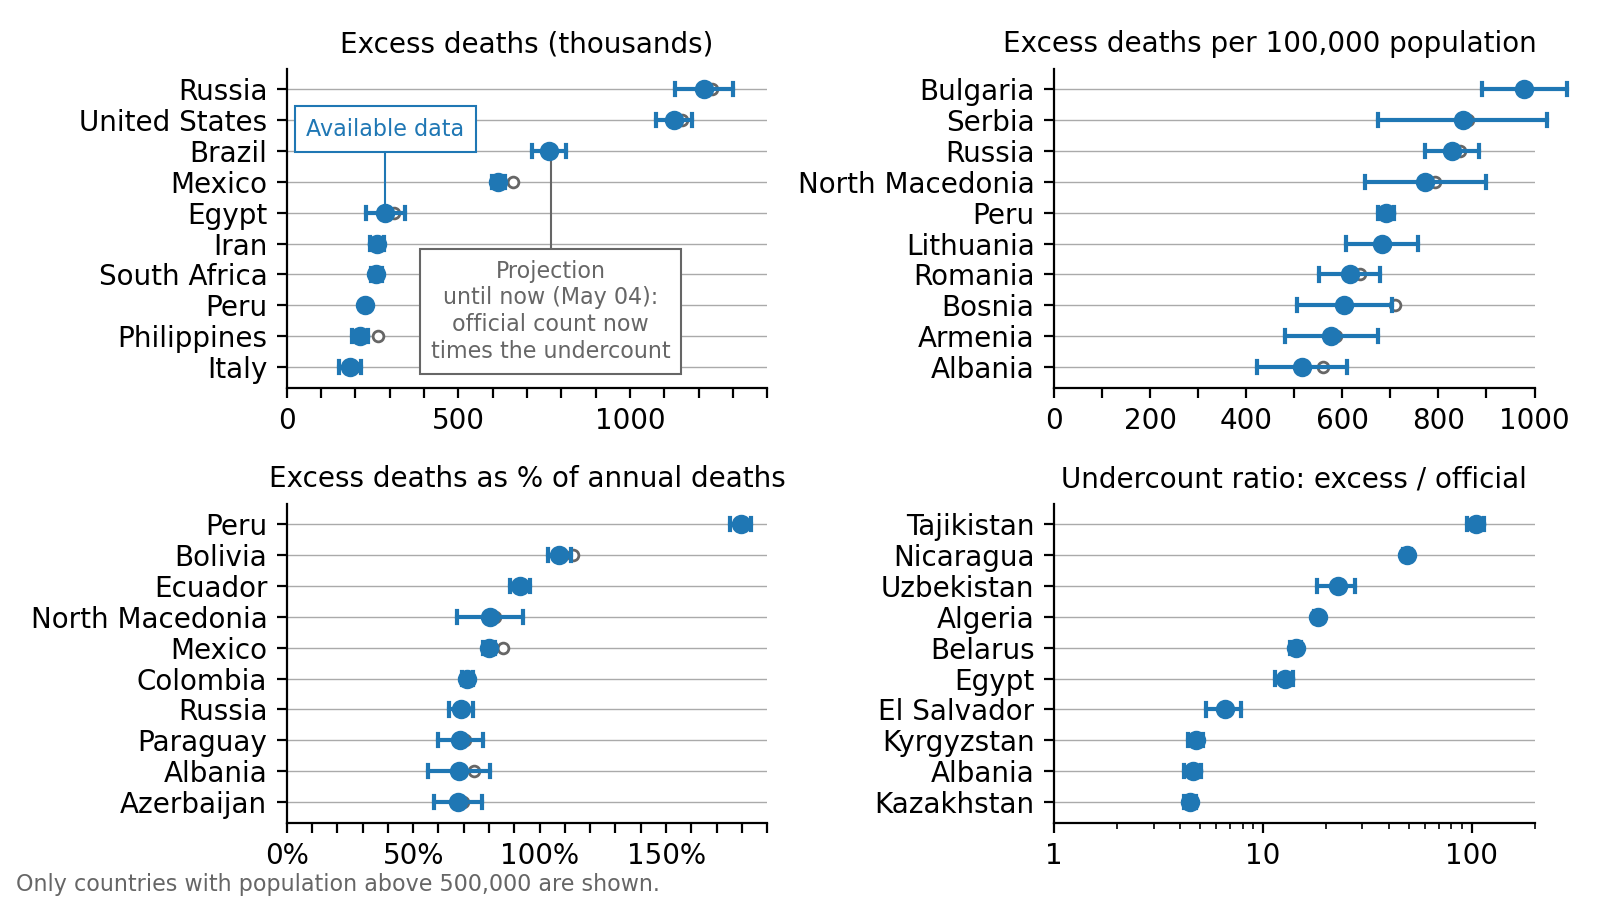 Excess deaths (thousands)
Russia
United States
Brazil
Mexico
Egypt
Iran
South Africa
Peru
Philippines
Italy
Available data
Projection
until now (May 04):
official count now
times the undercount
0 500 1000
Excess deaths per 100,000 population
Bulgaria
Serbia
Russia
North Macedonia
Peru
Lithuania
Romania
Bosnia
Armenia
Albania
0 200 400 600 800 1000
Excess deaths as % of annual deaths
Peru
Bolivia
Ecuador
North Macedonia
Mexico
Colombia
Russia
Paraguay
Albania
Azerbaijan
0% 50% 100% 150%
Undercount ratio: excess / official
Tajikistan
Nicaragua
Uzbekistan
Algeria
Belarus
Egypt
El Salvador
Kyrgyzstan
Albania
Kazakhstan
1 10 100
Only countries with population above 500,000 are shown.